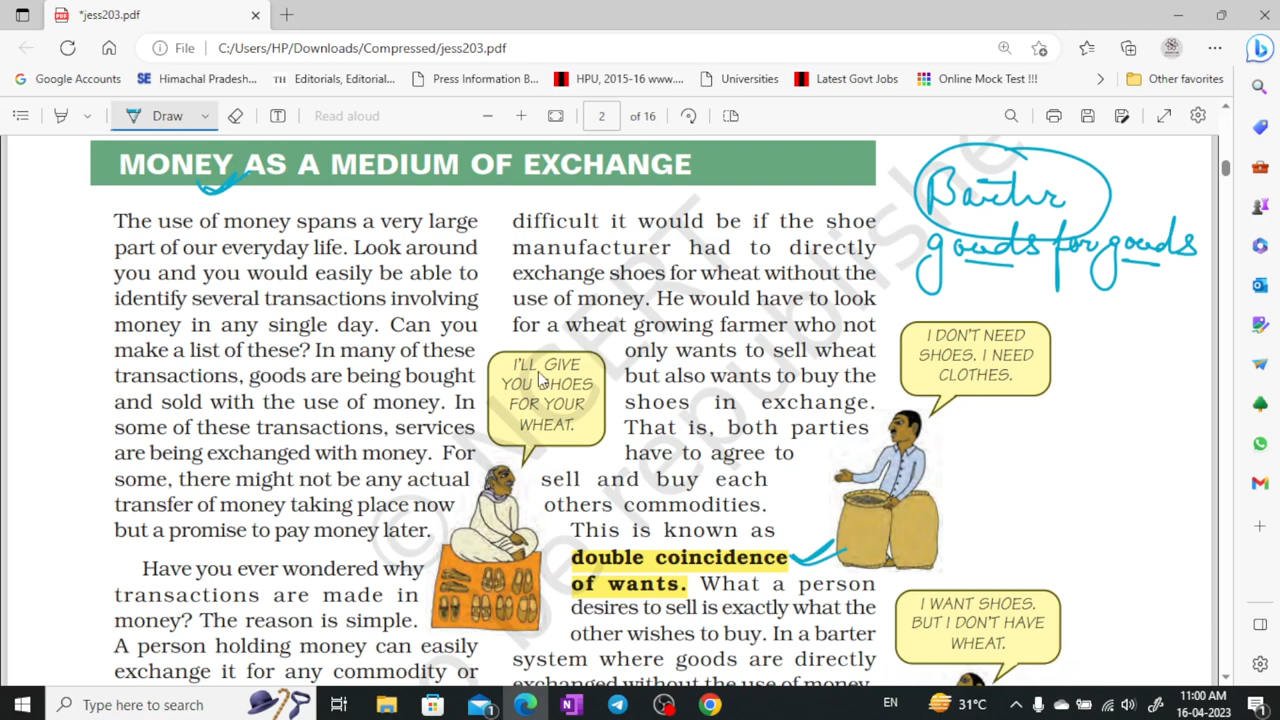 *jess203.pdf
File C:/Users/HP/Downloads/Compressed/jess203.pdf
Google Accounts SE Himachal Pradesh... TH Editorials, Editorial... Press Information B... HPU, 2015-16 www.... Universities Latest Govt Jobs Online Mock Test !!! Other favorites
Draw Read aloud 2 of 16
MONEY AS A MEDIUM OF EXCHANGE
The use of money spans a very large
part of our everyday life. Look around
you and you would easily be able to
identify several transactions involving
money in any single day. Can you
make a list of these? In many of these
transactions, goods are being bought
and sold with the use of money. In
some of these transactions, services
are being exchanged with money. For
some, there might not be any actual
transfer of money taking place now
but a promise to pay money later.
Have you ever wondered why
transactions are made in
money? The reason is simple.
A person holding money can easily
exchange it for any commodity or
I'LL GIVE
YOU SHOES
FOR YOUR
WHEAT.
difficult it would be if the shoe
manufacturer had to directly
exchange shoes for wheat without the
use of money. He would have to look
for a wheat growing farmer who not
only wants to sell wheat
but also wants to buy the
shoes in exchange.
That is, both parties
have to agree to
sell and buy each
others commodities.
This is known as
double coincidence
of wants. What a person
desires to sell is exactly what the
other wishes to buy. In a barter
system where goods are directly
exchanged without the use of money,
Barter
goods for goods
I DON'T NEED
SHOES. I NEED
CLOTHES.
I WANT SHOES.
BUT I DON'T HAVE
WHEAT.
© NCERT
be republished
Type here to search 1 31°C EN 11:00 AM
16-04-2023 1